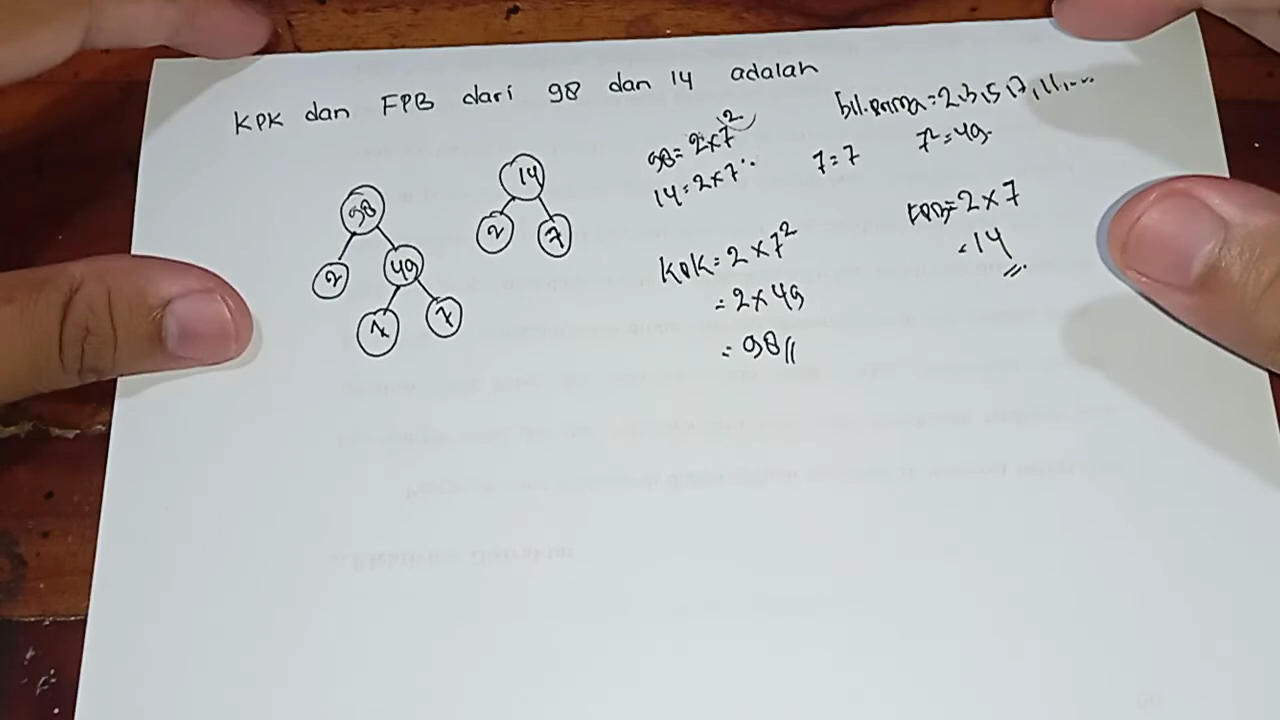 KPK dan FPB dari 98 dan 14 adalah
bil. Prima = 2,3,5,7,11,...
98 = 2 x 7²
14 = 2 x 7
7 = 7
7² = 49
98
2
49
7
7
14
2
7
KPK = 2 x 7²
= 2 x 49
= 98
FPB = 2 x 7
= 14